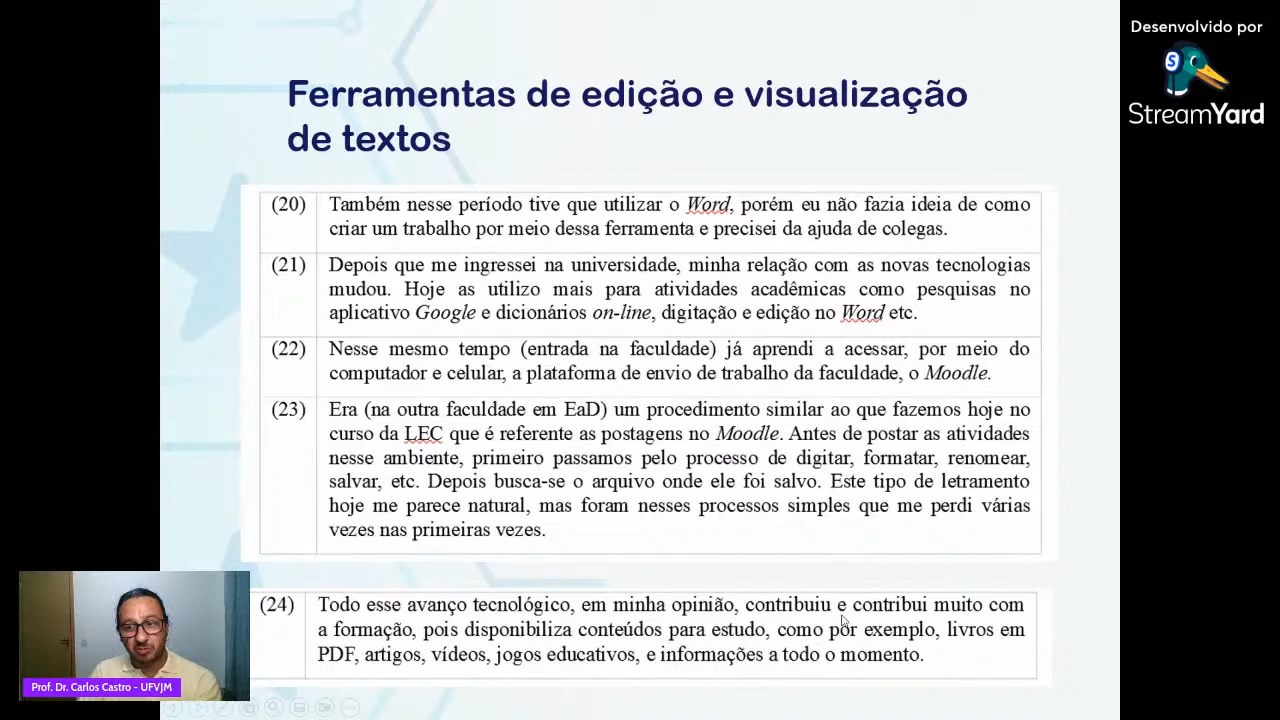 Desenvolvido por
StreamYard
Ferramentas de edição e visualização
de textos
(20) Também nesse período tive que utilizar o Word, porém eu não fazia ideia de como
criar um trabalho por meio dessa ferramenta e precisei da ajuda de colegas.
(21) Depois que me ingressei na universidade, minha relação com as novas tecnologias
mudou. Hoje as utilizo mais para atividades acadêmicas como pesquisas no
aplicativo Google e dicionários on-line, digitação e edição no Word etc.
(22) Nesse mesmo tempo (entrada na faculdade) já aprendi a acessar, por meio do
computador e celular, a plataforma de envio de trabalho da faculdade, o Moodle.
(23) Era (na outra faculdade em EaD) um procedimento similar ao que fazemos hoje no
curso da LEC que é referente as postagens no Moodle. Antes de postar as atividades
nesse ambiente, primeiro passamos pelo processo de digitar, formatar, renomear,
salvar, etc. Depois busca-se o arquivo onde ele foi salvo. Este tipo de letramento
hoje me parece natural, mas foram nesses processos simples que me perdi várias
vezes nas primeiras vezes.
(24) Todo esse avanço tecnológico, em minha opinião, contribuiu e contribui muito com
a formação, pois disponibiliza conteúdos para estudo, como por exemplo, livros em
PDF, artigos, vídeos, jogos educativos, e informações a todo o momento.
Prof. Dr. Carlos Castro - UFVJM